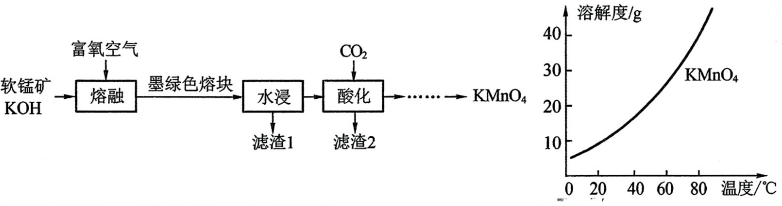 富氧空气
软锰矿
KOH
熔融
墨绿色熔块
水浸
滤渣1
CO₂
酸化
滤渣2
……
KMnO₄
溶解度/g
40
30
20
10
KMnO₄
0 20 40 60 80 温度/℃